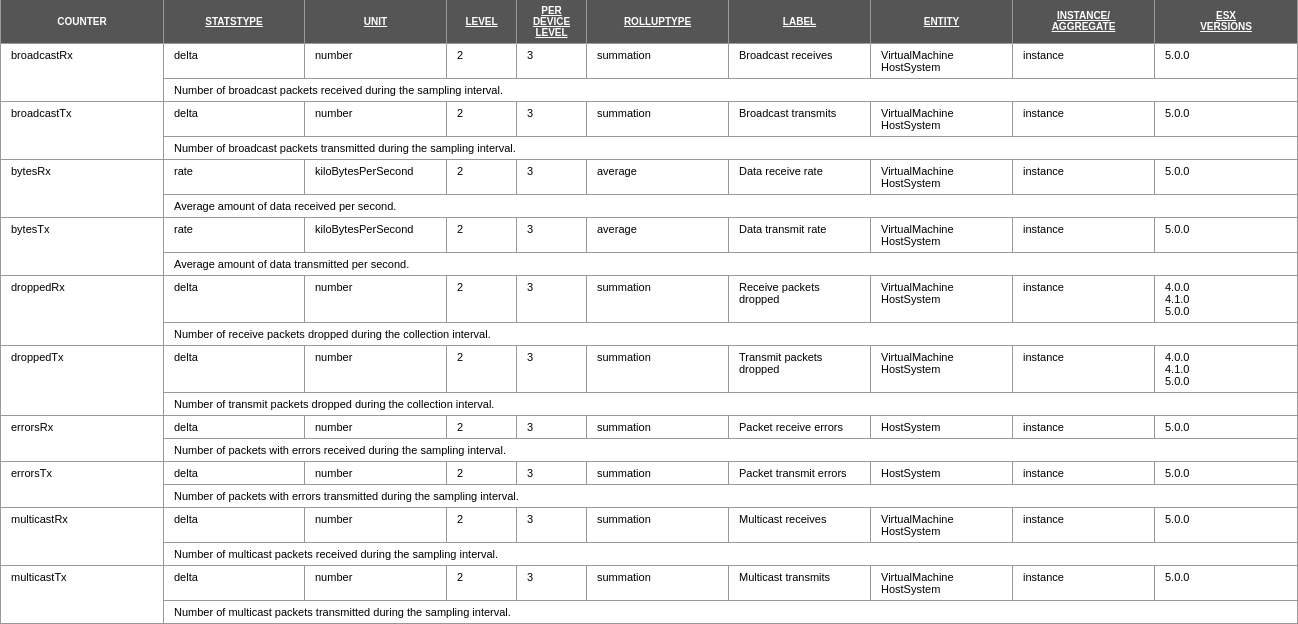 COUNTER STATSTYPE UNIT LEVEL PER DEVICE LEVEL ROLLUPTYPE LABEL ENTITY INSTANCE/ AGGREGATE ESX VERSIONS
broadcastRx delta number 2 3 summation Broadcast receives VirtualMachine HostSystem instance 5.0.0
Number of broadcast packets received during the sampling interval.
broadcastTx delta number 2 3 summation Broadcast transmits VirtualMachine HostSystem instance 5.0.0
Number of broadcast packets transmitted during the sampling interval.
bytesRx rate kiloBytesPerSecond 2 3 average Data receive rate VirtualMachine HostSystem instance 5.0.0
Average amount of data received per second.
bytesTx rate kiloBytesPerSecond 2 3 average Data transmit rate VirtualMachine HostSystem instance 5.0.0
Average amount of data transmitted per second.
droppedRx delta number 2 3 summation Receive packets dropped VirtualMachine HostSystem instance 4.0.0 4.1.0 5.0.0
Number of receive packets dropped during the collection interval.
droppedTx delta number 2 3 summation Transmit packets dropped VirtualMachine HostSystem instance 4.0.0 4.1.0 5.0.0
Number of transmit packets dropped during the collection interval.
errorsRx delta number 2 3 summation Packet receive errors HostSystem instance 5.0.0
Number of packets with errors received during the sampling interval.
errorsTx delta number 2 3 summation Packet transmit errors HostSystem instance 5.0.0
Number of packets with errors transmitted during the sampling interval.
multicastRx delta number 2 3 summation Multicast receives VirtualMachine HostSystem instance 5.0.0
Number of multicast packets received during the sampling interval.
multicastTx delta number 2 3 summation Multicast transmits VirtualMachine HostSystem instance 5.0.0
Number of multicast packets transmitted during the sampling interval.